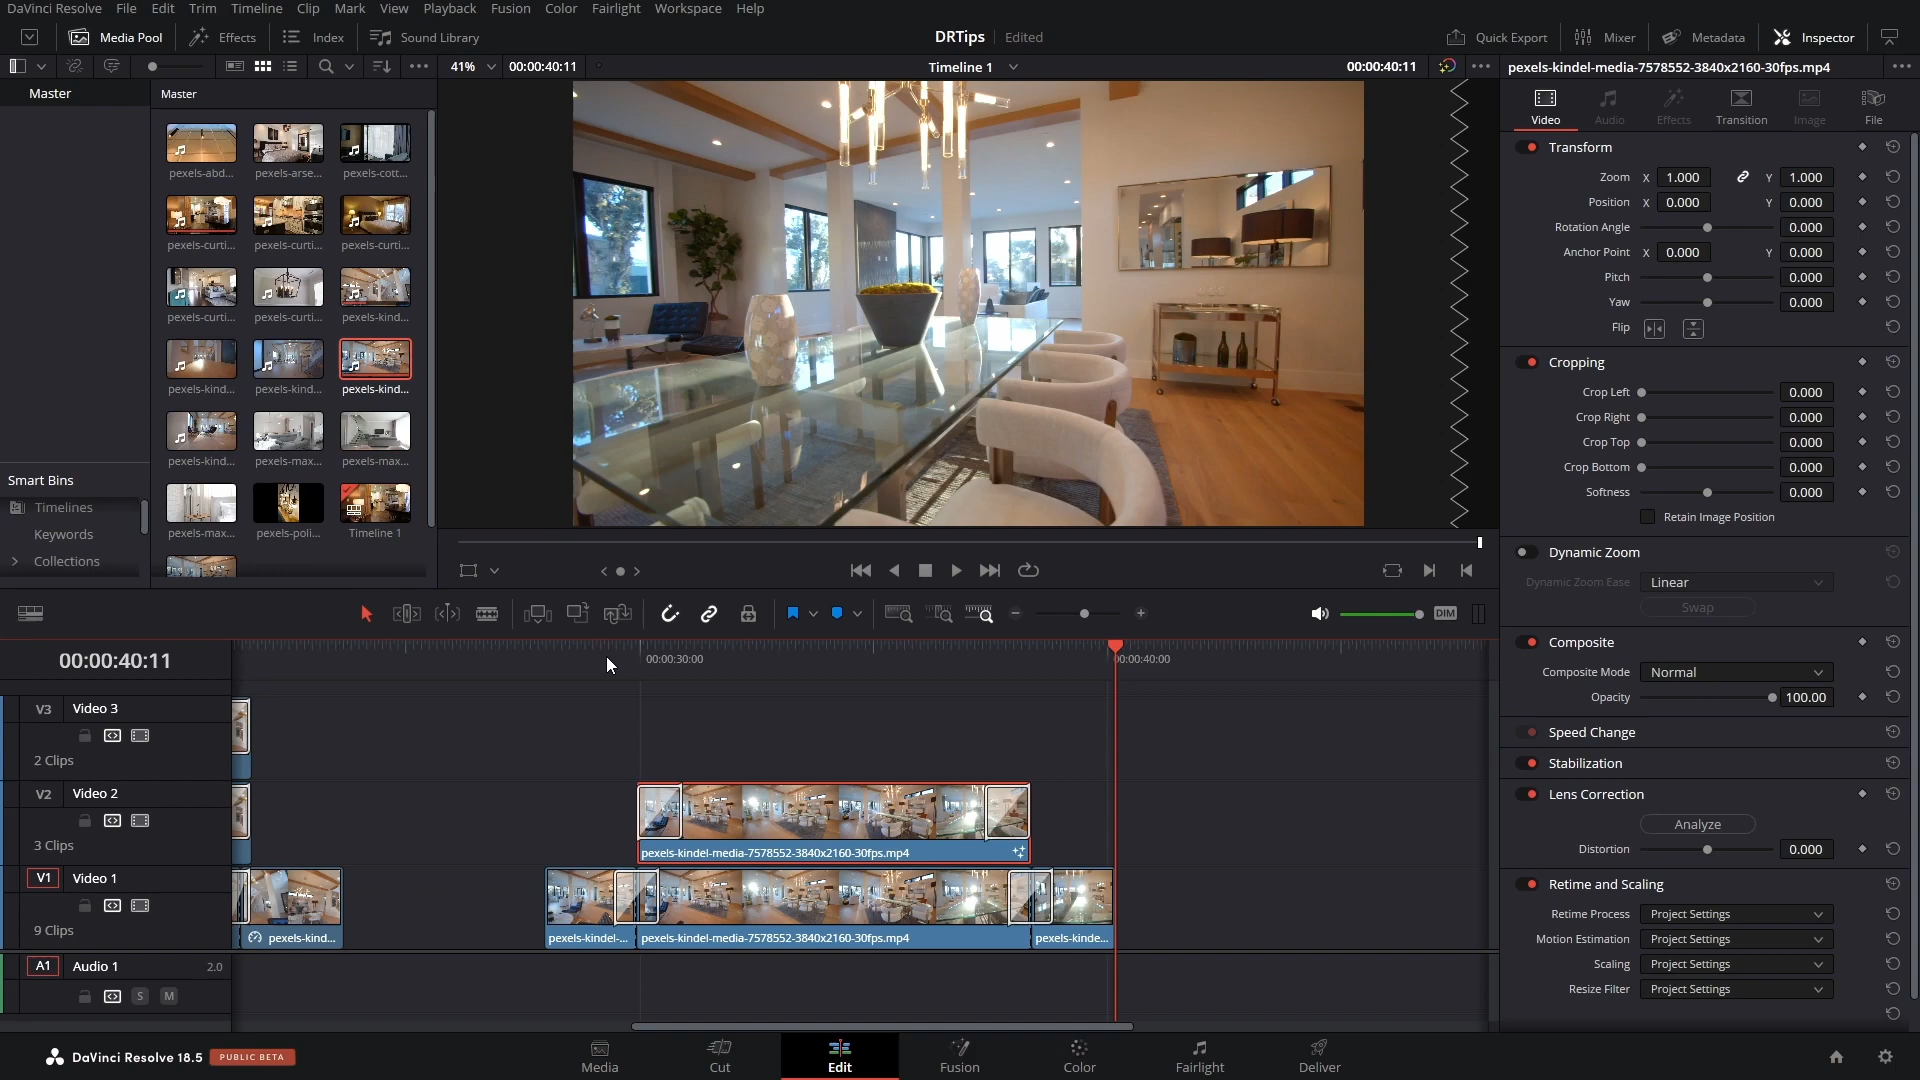 DaVinci Resolve File Edit Trim Timeline Clip Mark View Playback Fusion Color Fairlight Workspace Help
Media Pool Effects Index Sound Library DRTips Edited Quick Export Mixer Metadata Inspector
41% 00:00:40:11 Timeline 1 00:00:40:11 pexels-kindel-media-7578552-3840x2160-30fps.mp4
Master
Master
pexels-abd... pexels-arse... pexels-cott...
pexels-curti... pexels-curti... pexels-curti...
pexels-curti... pexels-curti... pexels-kind...
pexels-kind... pexels-kind... pexels-kind...
pexels-kind... pexels-max... pexels-max...
pexels-max... pexels-poli... Timeline 1
Smart Bins
Timelines
Keywords
Collections
Video Audio Effects Transition Image File
Transform
Zoom X 1.000 Y 1.000
Position X 0.000 Y 0.000
Rotation Angle 0.000
Anchor Point X 0.000 Y 0.000
Pitch 0.000
Yaw 0.000
Flip
Cropping
Crop Left 0.000
Crop Right 0.000
Crop Top 0.000
Crop Bottom 0.000
Softness 0.000
Retain Image Position
Dynamic Zoom
Dynamic Zoom Ease Linear
Swap
Composite
Composite Mode Normal
Opacity 100.00
Speed Change
Stabilization
Lens Correction
Analyze
Distortion 0.000
Retime and Scaling
Retime Process Project Settings
Motion Estimation Project Settings
Scaling Project Settings
Resize Filter Project Settings
DIM
00:00:40:11 00:00:30:00 00:00:40:00
V3 Video 3
2 Clips
V2 Video 2
3 Clips
pexels-kindel-media-7578552-3840x2160-30fps.mp4
V1 Video 1
9 Clips
pexels-kind... pexels-kindel-... pexels-kindel-media-7578552-3840x2160-30fps.mp4 pexels-kinde...
A1 Audio 1 2.0
S M
DaVinci Resolve 18.5 PUBLIC BETA
Media Cut Edit Fusion Color Fairlight Deliver